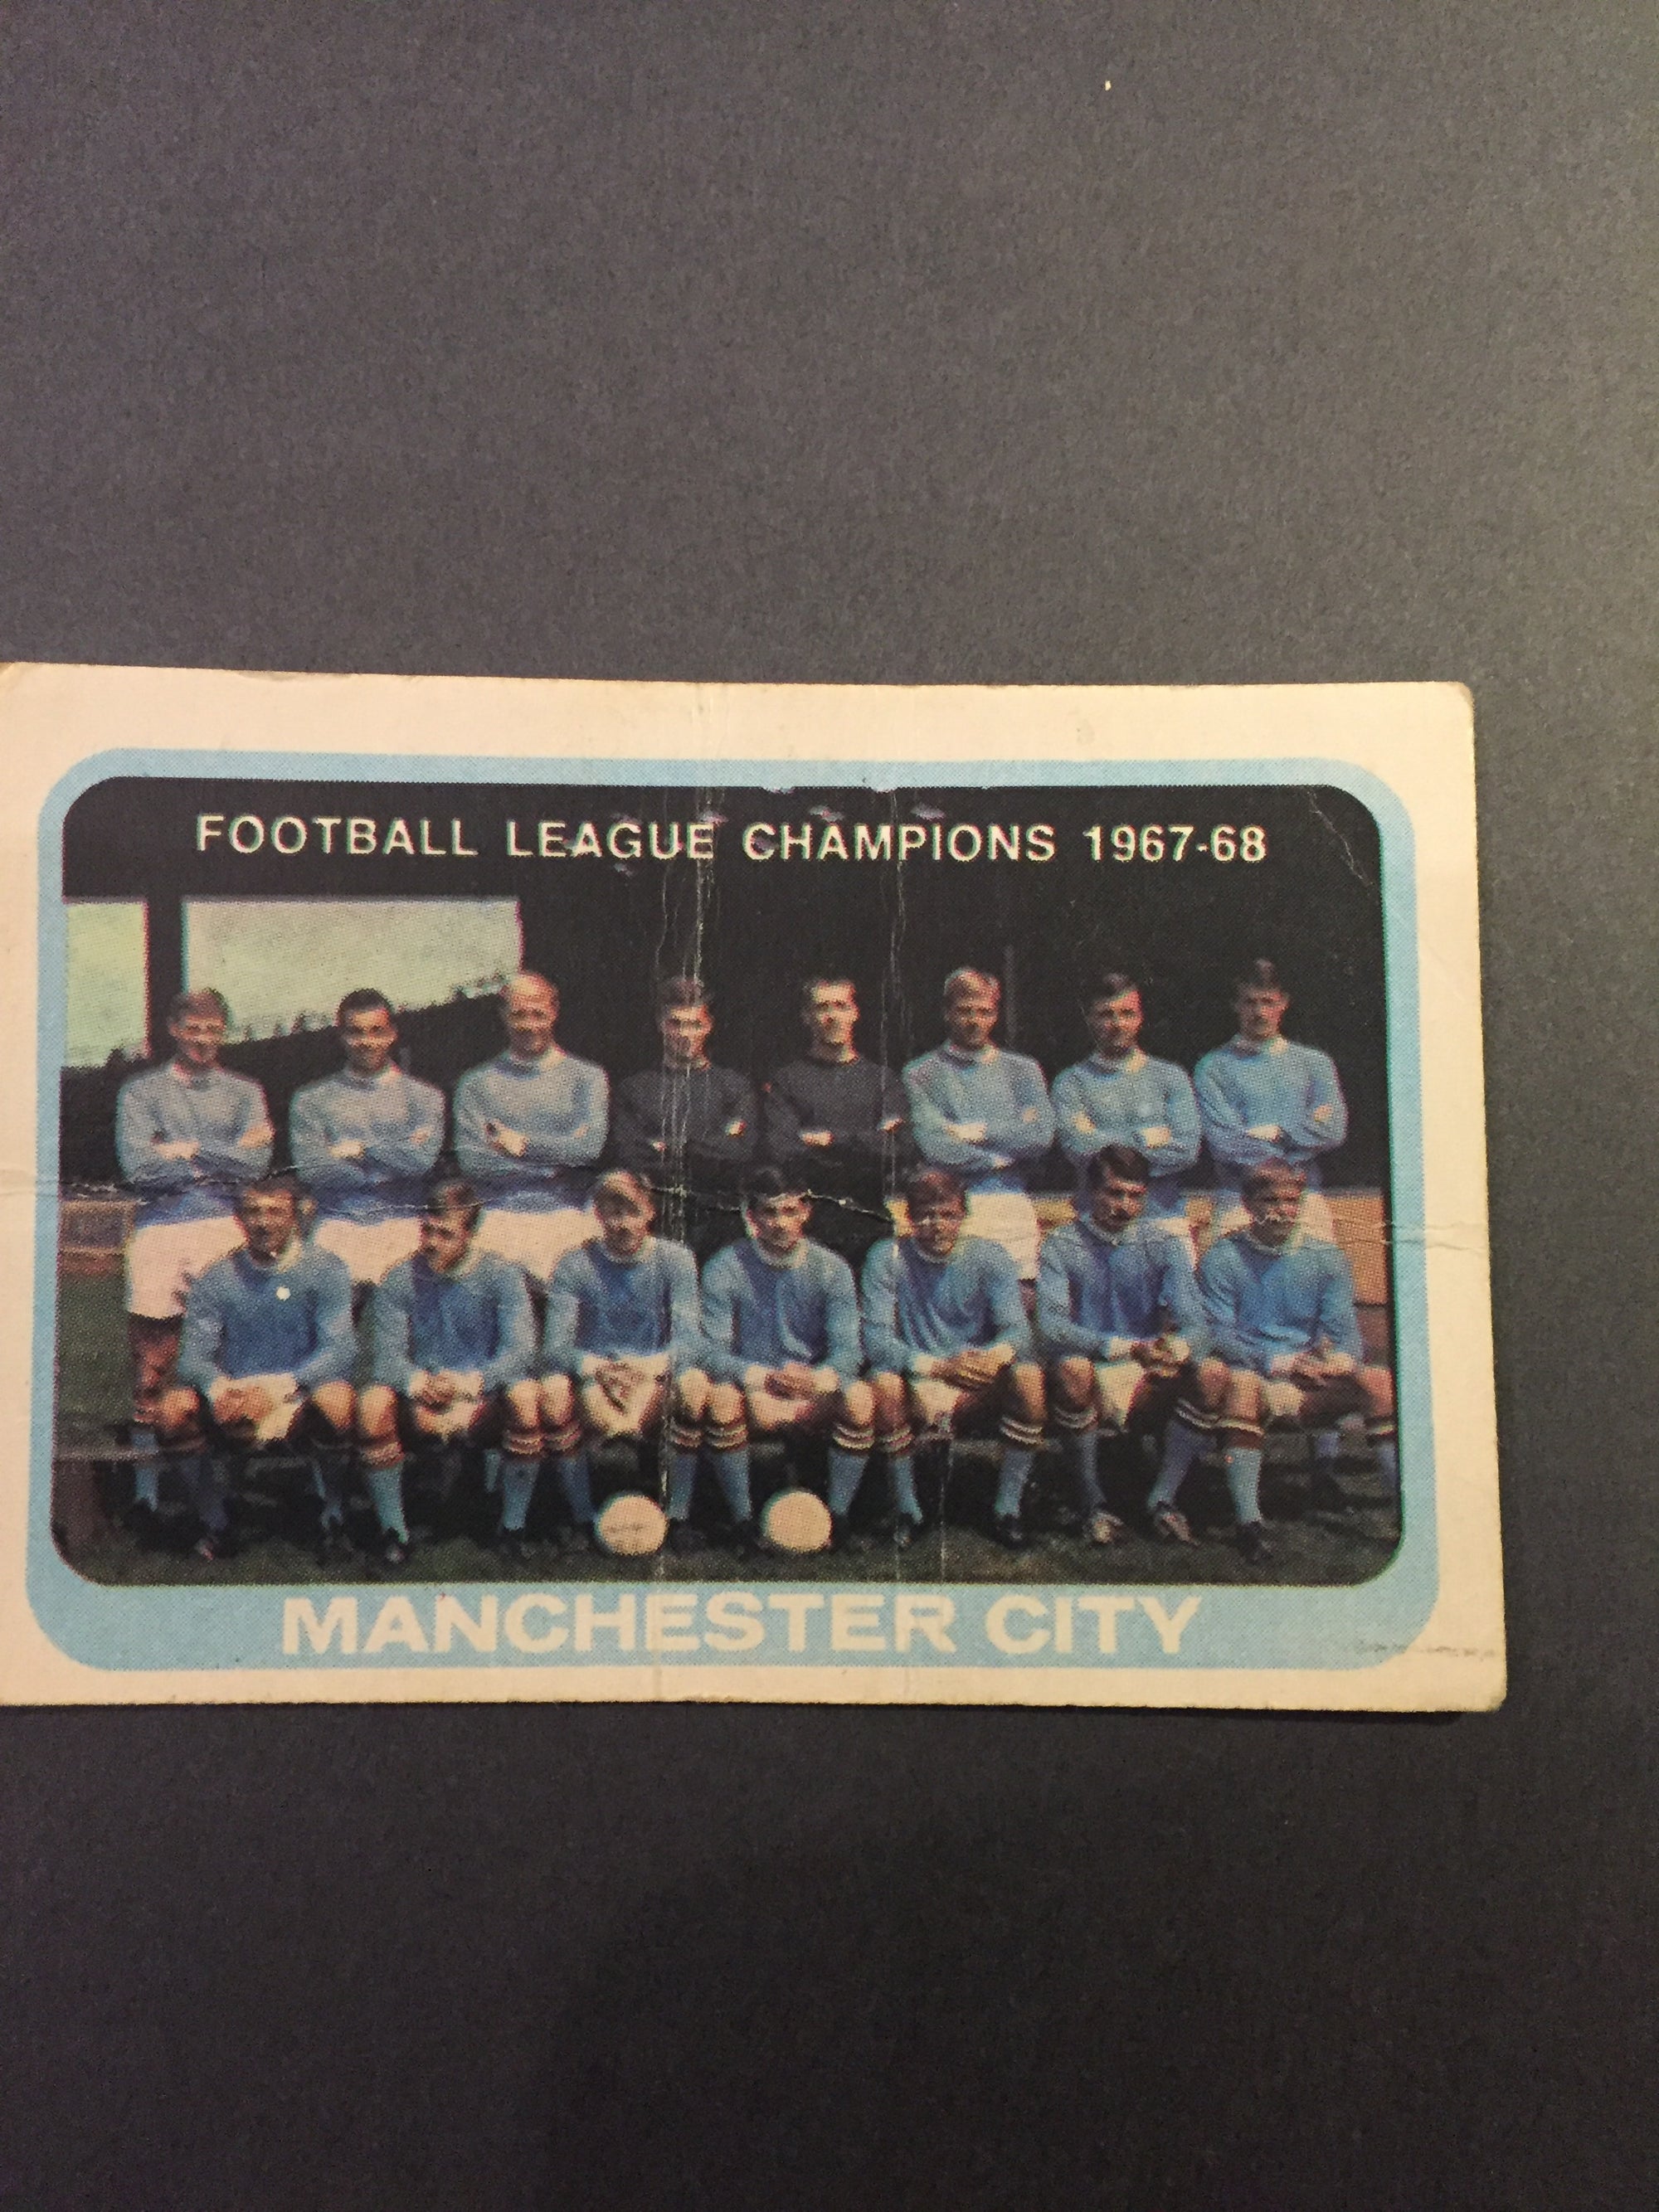 FOOTBALL LEAGUE CHAMPIONS 1967-68
MANCHESTER CITY